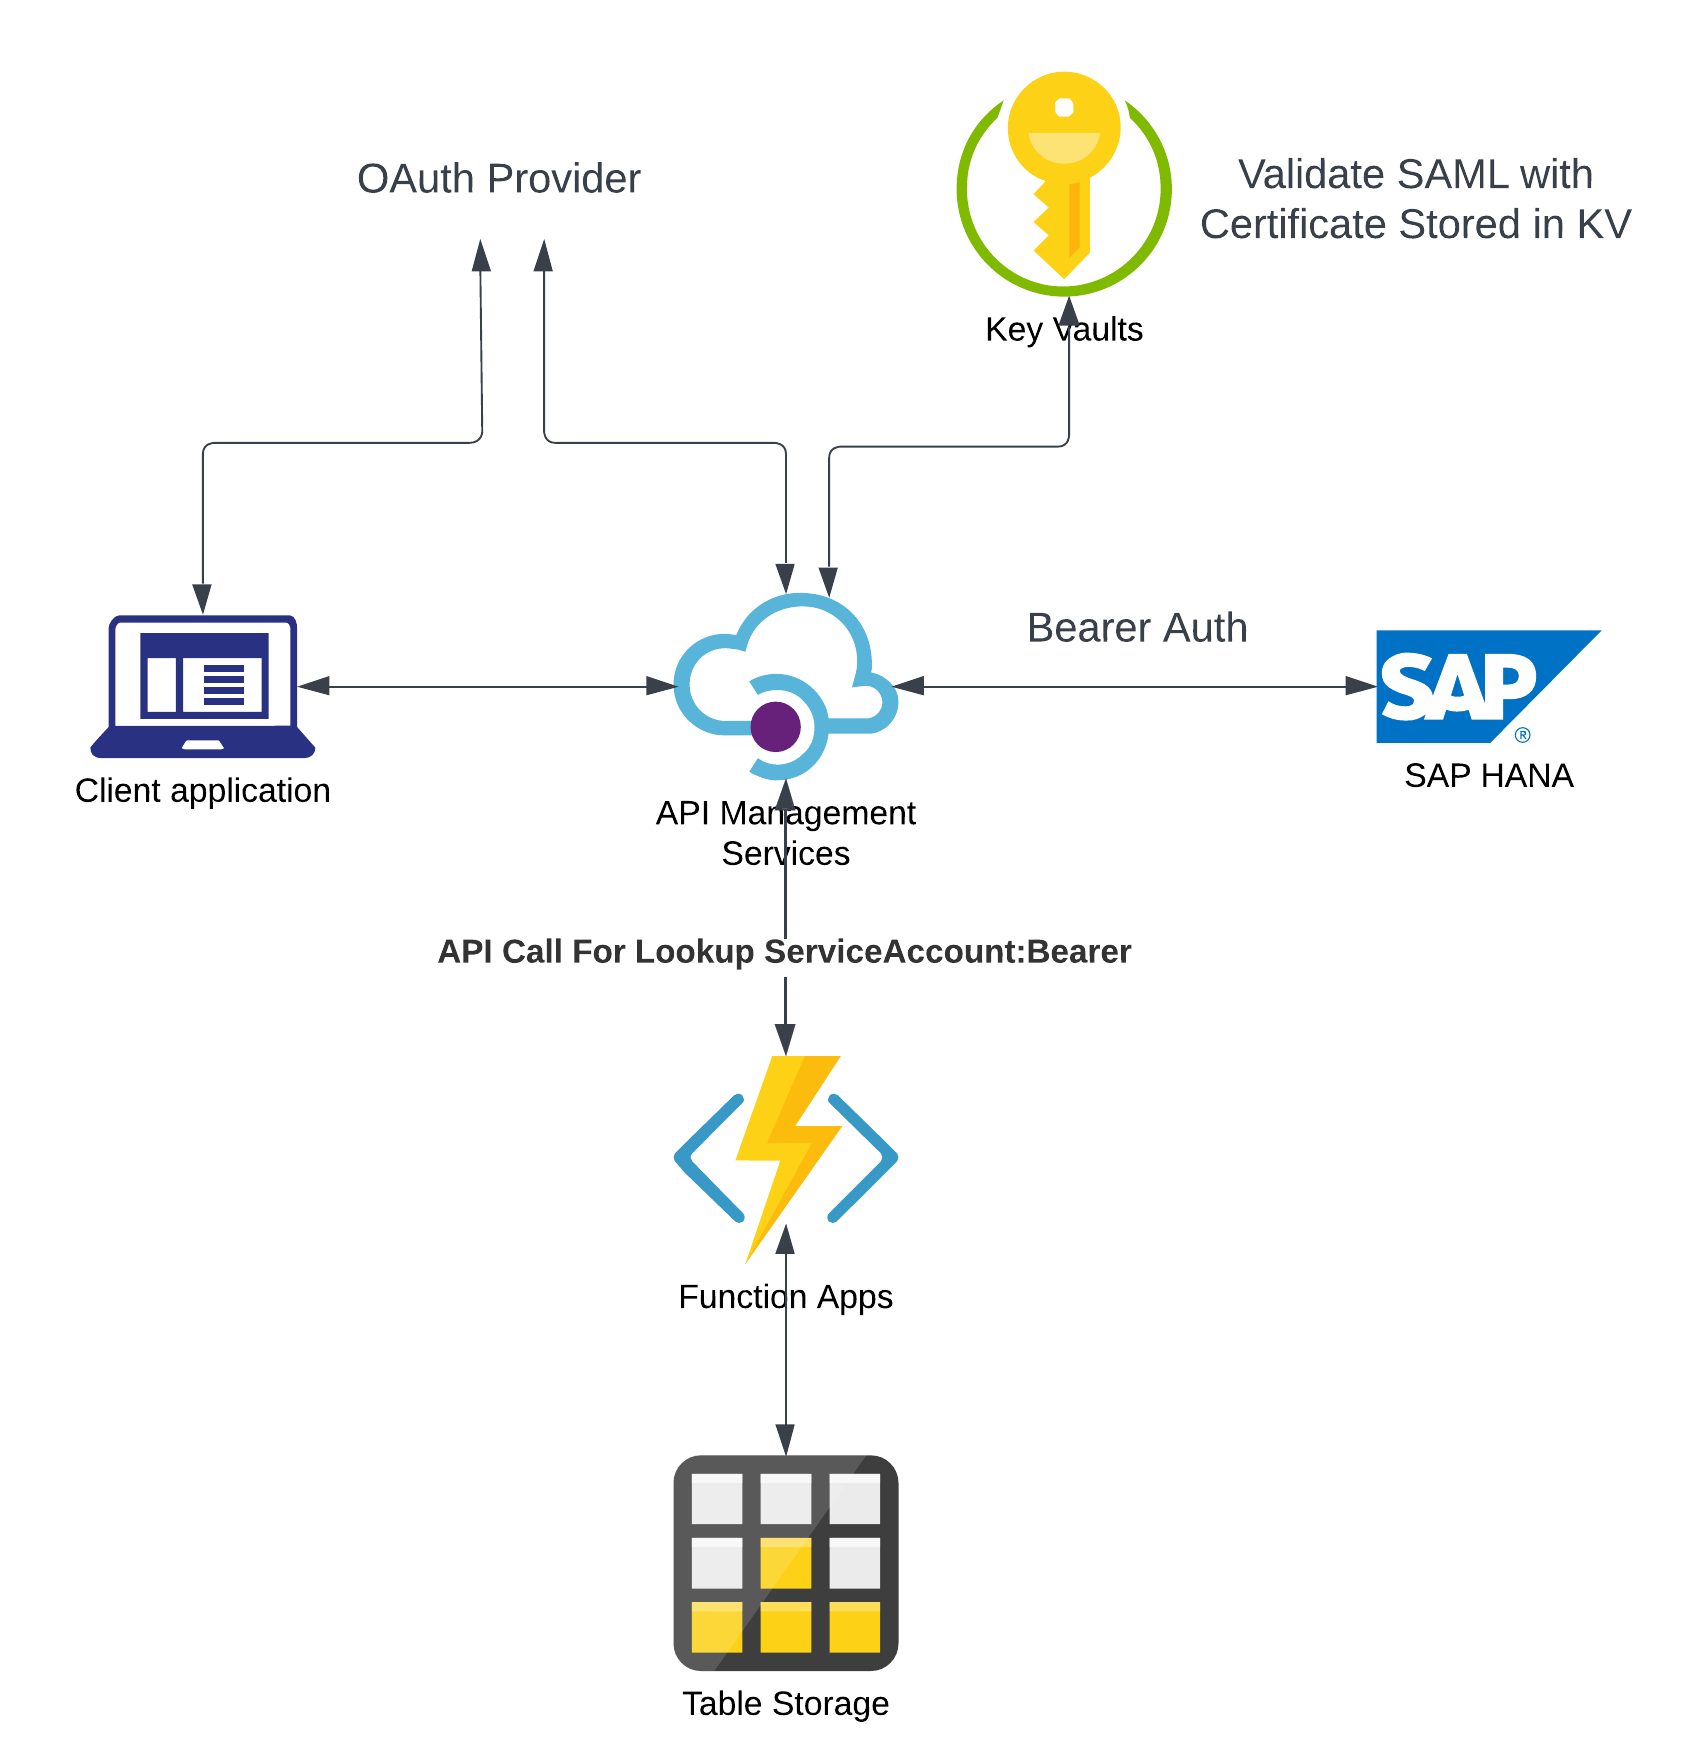 OAuth Provider
Validate SAML with
Certificate Stored in KV
Key Vaults
Bearer Auth
SAP
®
SAP HANA
Client application
API Management
Services
API Call For Lookup ServiceAccount:Bearer
Function Apps
Table Storage